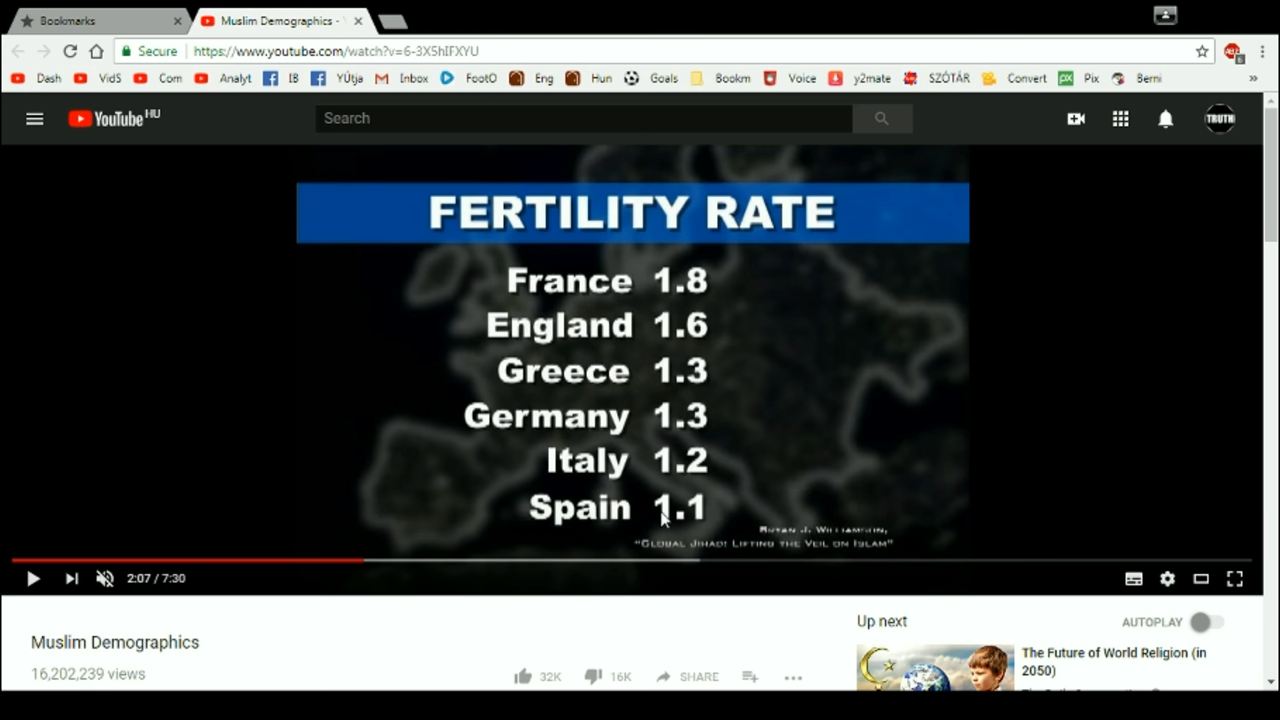 Bookmarks
Muslim Demographics -
Secure
https://www.youtube.com/watch?v=6-3X5hIFXYU
Dash VidS Com Analyt IB YÚtja Inbox FootO Eng Hun Goals Bookm Voice y2mate SZÓTÁR Convert Pix Berni »
YouTube HU
Search
TRUTH
FERTILITY RATE
France 1.8
England 1.6
Greece 1.3
Germany 1.3
Italy 1.2
Spain 1.1
"Global Jihad: Lifting the Veil on Islam"
2:07 / 7:30
Muslim Demographics
16,202,239 views
32K 16K SHARE
Up next
AUTOPLAY
The Future of World Religion (in
2050)